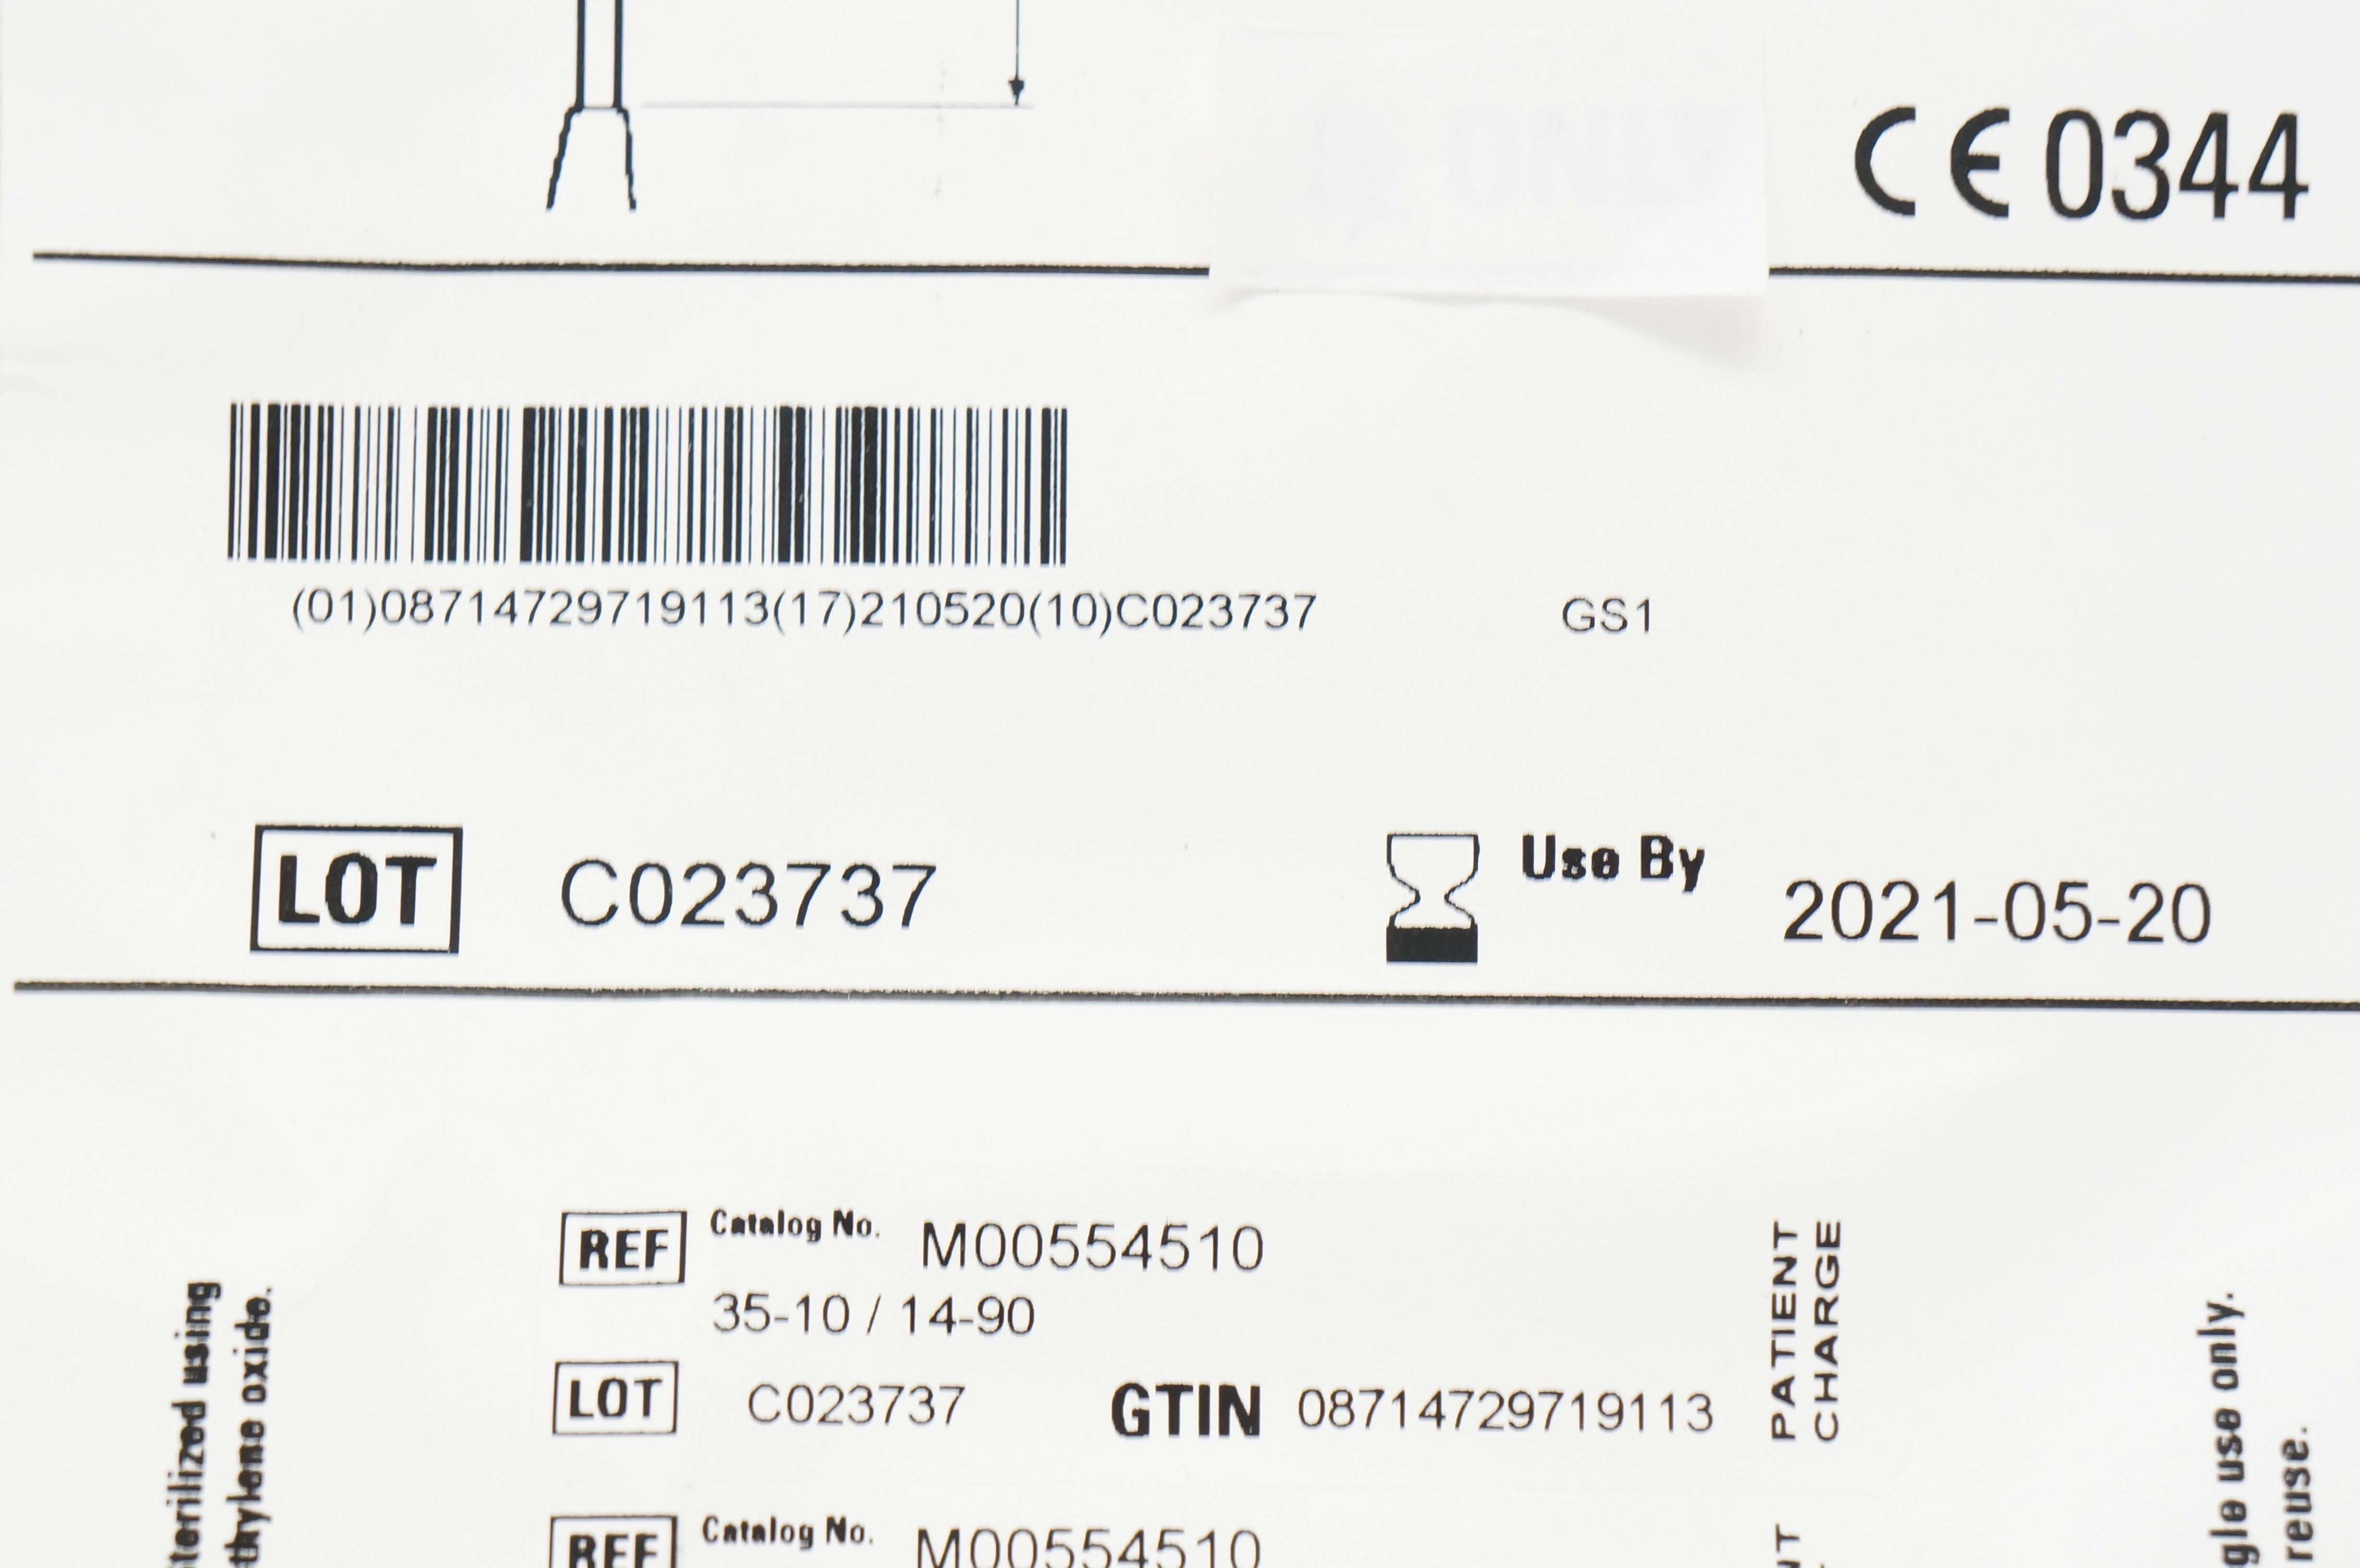 ONLY
CE 0344
(01)08714729719113(17)210520(10)C023737
GS1
LOT C023737
Use By 2021-05-20
REF Catalog No. M00554510
35-10 / 14-90
LOT C023737 GTIN 08714729719113
PATIENT
CHARGE
REF Catalog No. M00554510
terilized using
thylene oxide.
gle use only.
reuse.